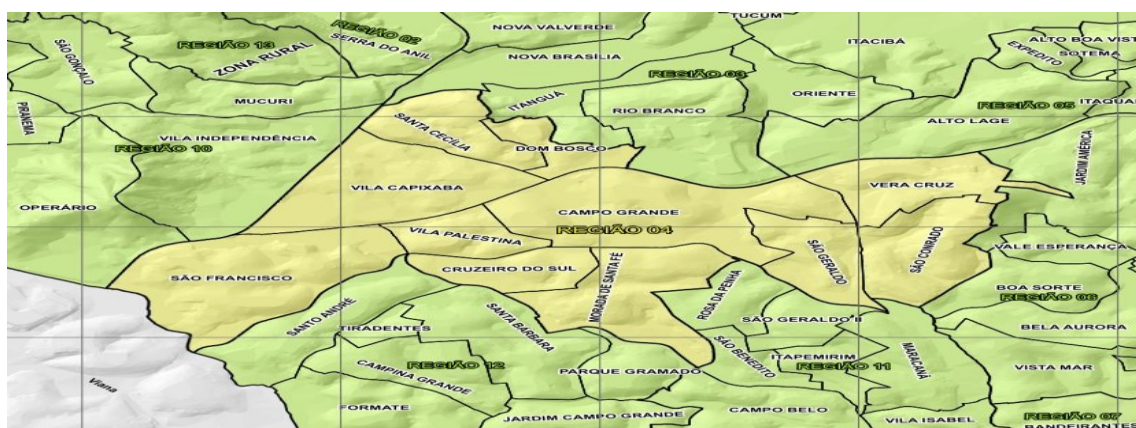 TUCUM
REGIÃO 02
NOVA VALVERDE
SÃO GONÇALO
REGIÃO 13
SERRA DO ANIL
ITACIBÁ
ALTO BOA VIST
ZONA RURAL
NOVA BRASÍLIA
EXPEDITO
SOTEMA
REGIÃO 03
MUCURI
ITANGUÁ
RIO BRANCO
ORIENTE
REGIÃO 05
ITAQUAR
PIRANEMA
ALTO LAGE
VILA INDEPENDÊNCIA
SANTA CECÍLIA
DOM BOSCO
REGIÃO 10
JARDIM AMÉRICA
VILA CAPIXABA
VERA CRUZ
OPERÁRIO
CAMPO GRANDE
REGIÃO 04
VILA PALESTINA
SÃO GERALDO
SÃO CONRADO
VALE ESPERANÇA
SÃO FRANCISCO
CRUZEIRO DO SUL
MORADA DE SANTA FÉ
ROSA DA PENHA
BOA SORTE
REGIÃO 06
SANTO ANDRÉ
TIRADENTES
SANTA BÁRBARA
SÃO GERALDO II
BELA AURORA
SÃO BENEDITO
ITAPEMIRIM
MARACANÃ
REGIÃO 12
REGIÃO 11
VISTA MAR
CAMPINA GRANDE
PARQUE GRAMADO
Viana
FORMATE
JARDIM CAMPO GRANDE
CAMPO BELO
VILA ISABEL
REGIÃO 07
BANDEIRANTES